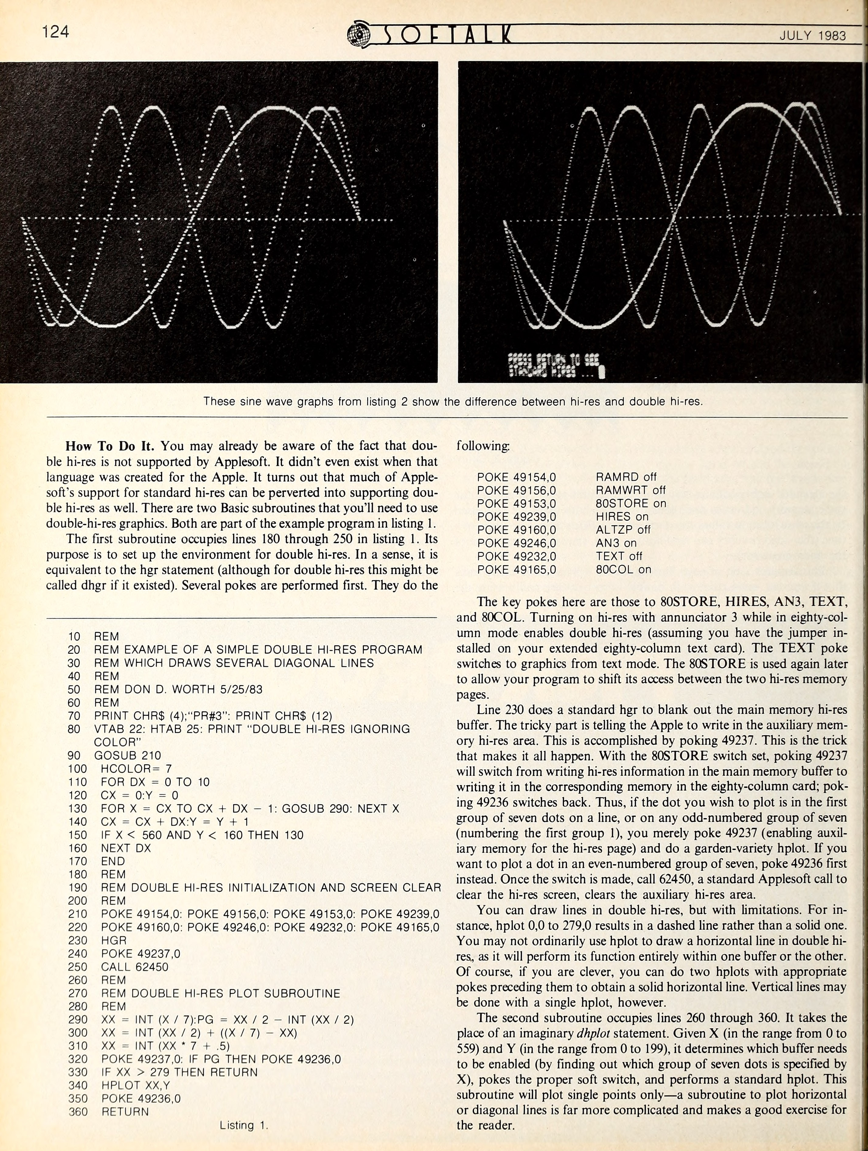 124
SOFTALK
JULY 1983
PRESS RETURN TO SEE
STANDARD HIRES ...
These sine wave graphs from listing 2 show the difference between hi-res and double hi-res.
How To Do It. You may already be aware of the fact that dou-
ble hi-res is not supported by Applesoft. It didn't even exist when that
language was created for the Apple. It turns out that much of Apple-
soft's support for standard hi-res can be perverted into supporting dou-
ble hi-res as well. There are two Basic subroutines that you'll need to use
double-hi-res graphics. Both are part of the example program in listing 1.
The first subroutine occupies lines 180 through 250 in listing 1. Its
purpose is to set up the environment for double hi-res. In a sense, it is
equivalent to the hgr statement (although for double hi-res this might be
called dhgr if it existed). Several pokes are performed first. They do the
10 REM
20 REM EXAMPLE OF A SIMPLE DOUBLE HI-RES PROGRAM
30 REM WHICH DRAWS SEVERAL DIAGONAL LINES
40 REM
50 REM DON D. WORTH 5/25/83
60 REM
70 PRINT CHR$ (4);"PR#3": PRINT CHR$ (12)
80 VTAB 22: HTAB 25: PRINT "DOUBLE HI-RES IGNORING
COLOR"
90 GOSUB 210
100 HCOLOR= 7
110 FOR DX = 0 TO 10
120 CX = 0:Y = 0
130 FOR X = CX TO CX + DX - 1: GOSUB 290: NEXT X
140 CX = CX + DX:Y = Y + 1
150 IF X < 560 AND Y < 160 THEN 130
160 NEXT DX
170 END
180 REM
190 REM DOUBLE HI-RES INITIALIZATION AND SCREEN CLEAR
200 REM
210 POKE 49154,0: POKE 49156,0: POKE 49153,0: POKE 49239,0
220 POKE 49160,0: POKE 49246,0: POKE 49232,0: POKE 49165,0
230 HGR
240 POKE 49237,0
250 CALL 62450
260 REM
270 REM DOUBLE HI-RES PLOT SUBROUTINE
280 REM
290 XX = INT (X / 7):PG = XX / 2 - INT (XX / 2)
300 XX = INT (XX / 2) + ((X / 7) - XX)
310 XX = INT (XX * 7 + .5)
320 POKE 49237,0: IF PG THEN POKE 49236,0
330 IF XX > 279 THEN RETURN
340 HPLOT XX,Y
350 POKE 49236,0
360 RETURN
Listing 1.
following:
POKE 49154,0 RAMRD off
POKE 49156,0 RAMWRT off
POKE 49153,0 80STORE on
POKE 49239,0 HIRES on
POKE 49160,0 ALTZP off
POKE 49246,0 AN3 on
POKE 49232,0 TEXT off
POKE 49165,0 80COL on
The key pokes here are those to 80STORE, HIRES, AN3, TEXT,
and 80COL. Turning on hi-res with annunciator 3 while in eighty-col-
umn mode enables double hi-res (assuming you have the jumper in-
stalled on your extended eighty-column text card). The TEXT poke
switches to graphics from text mode. The 80STORE is used again later
to allow your program to shift its access between the two hi-res memory
pages.
Line 230 does a standard hgr to blank out the main memory hi-res
buffer. The tricky part is telling the Apple to write in the auxiliary mem-
ory hi-res area. This is accomplished by poking 49237. This is the trick
that makes it all happen. With the 80STORE switch set, poking 49237
will switch from writing hi-res information in the main memory buffer to
writing it in the corresponding memory in the eighty-column card; pok-
ing 49236 switches back. Thus, if the dot you wish to plot is in the first
group of seven dots on a line, or on any odd-numbered group of seven
(numbering the first group 1), you merely poke 49237 (enabling auxil-
iary memory for the hi-res page) and do a garden-variety hplot. If you
want to plot a dot in an even-numbered group of seven, poke 49236 first
instead. Once the switch is made, call 62450, a standard Applesoft call to
clear the hi-res screen, clears the auxiliary hi-res area.
You can draw lines in double hi-res, but with limitations. For in-
stance, hplot 0,0 to 279,0 results in a dashed line rather than a solid one.
You may not ordinarily use hplot to draw a horizontal line in double hi-
res, as it will perform its function entirely within one buffer or the other.
Of course, if you are clever, you can do two hplots with appropriate
pokes preceding them to obtain a solid horizontal line. Vertical lines may
be done with a single hplot, however.
The second subroutine occupies lines 260 through 360. It takes the
place of an imaginary dhplot statement. Given X (in the range from 0 to
559) and Y (in the range from 0 to 199), it determines which buffer needs
to be enabled (by finding out which group of seven dots is specified by
X), pokes the proper soft switch, and performs a standard hplot. This
subroutine will plot single points only—a subroutine to plot horizontal
or diagonal lines is far more complicated and makes a good exercise for
the reader.